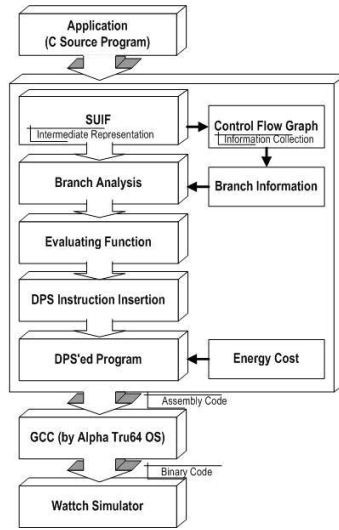 Application
(C Source Program)
SUIF
Intermediate Representation
Control Flow Graph
Information Collection
Branch Analysis
Branch Information
Evaluating Function
DPS Instruction Insertion
DPS'ed Program
Energy Cost
Assembly Code
GCC (by Alpha Tru64 OS)
Binary Code
Wattch Simulator